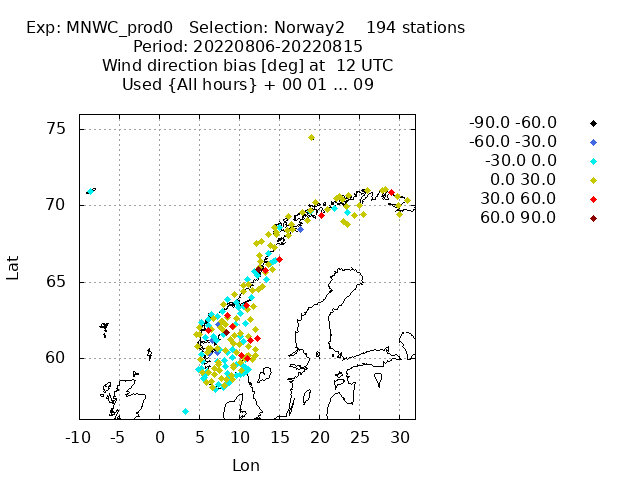 Exp: MNWC_prod0 Selection: Norway2 194 stations
Period: 20220806-20220815
Wind direction bias [deg] at 12 UTC
Used {All hours} + 00 01 ... 09
-90.0 -60.0
-60.0 -30.0
-30.0 0.0
0.0 30.0
30.0 60.0
60.0 90.0
75
70
65
60
Lat
-10 -5 0 5 10 15 20 25 30
Lon